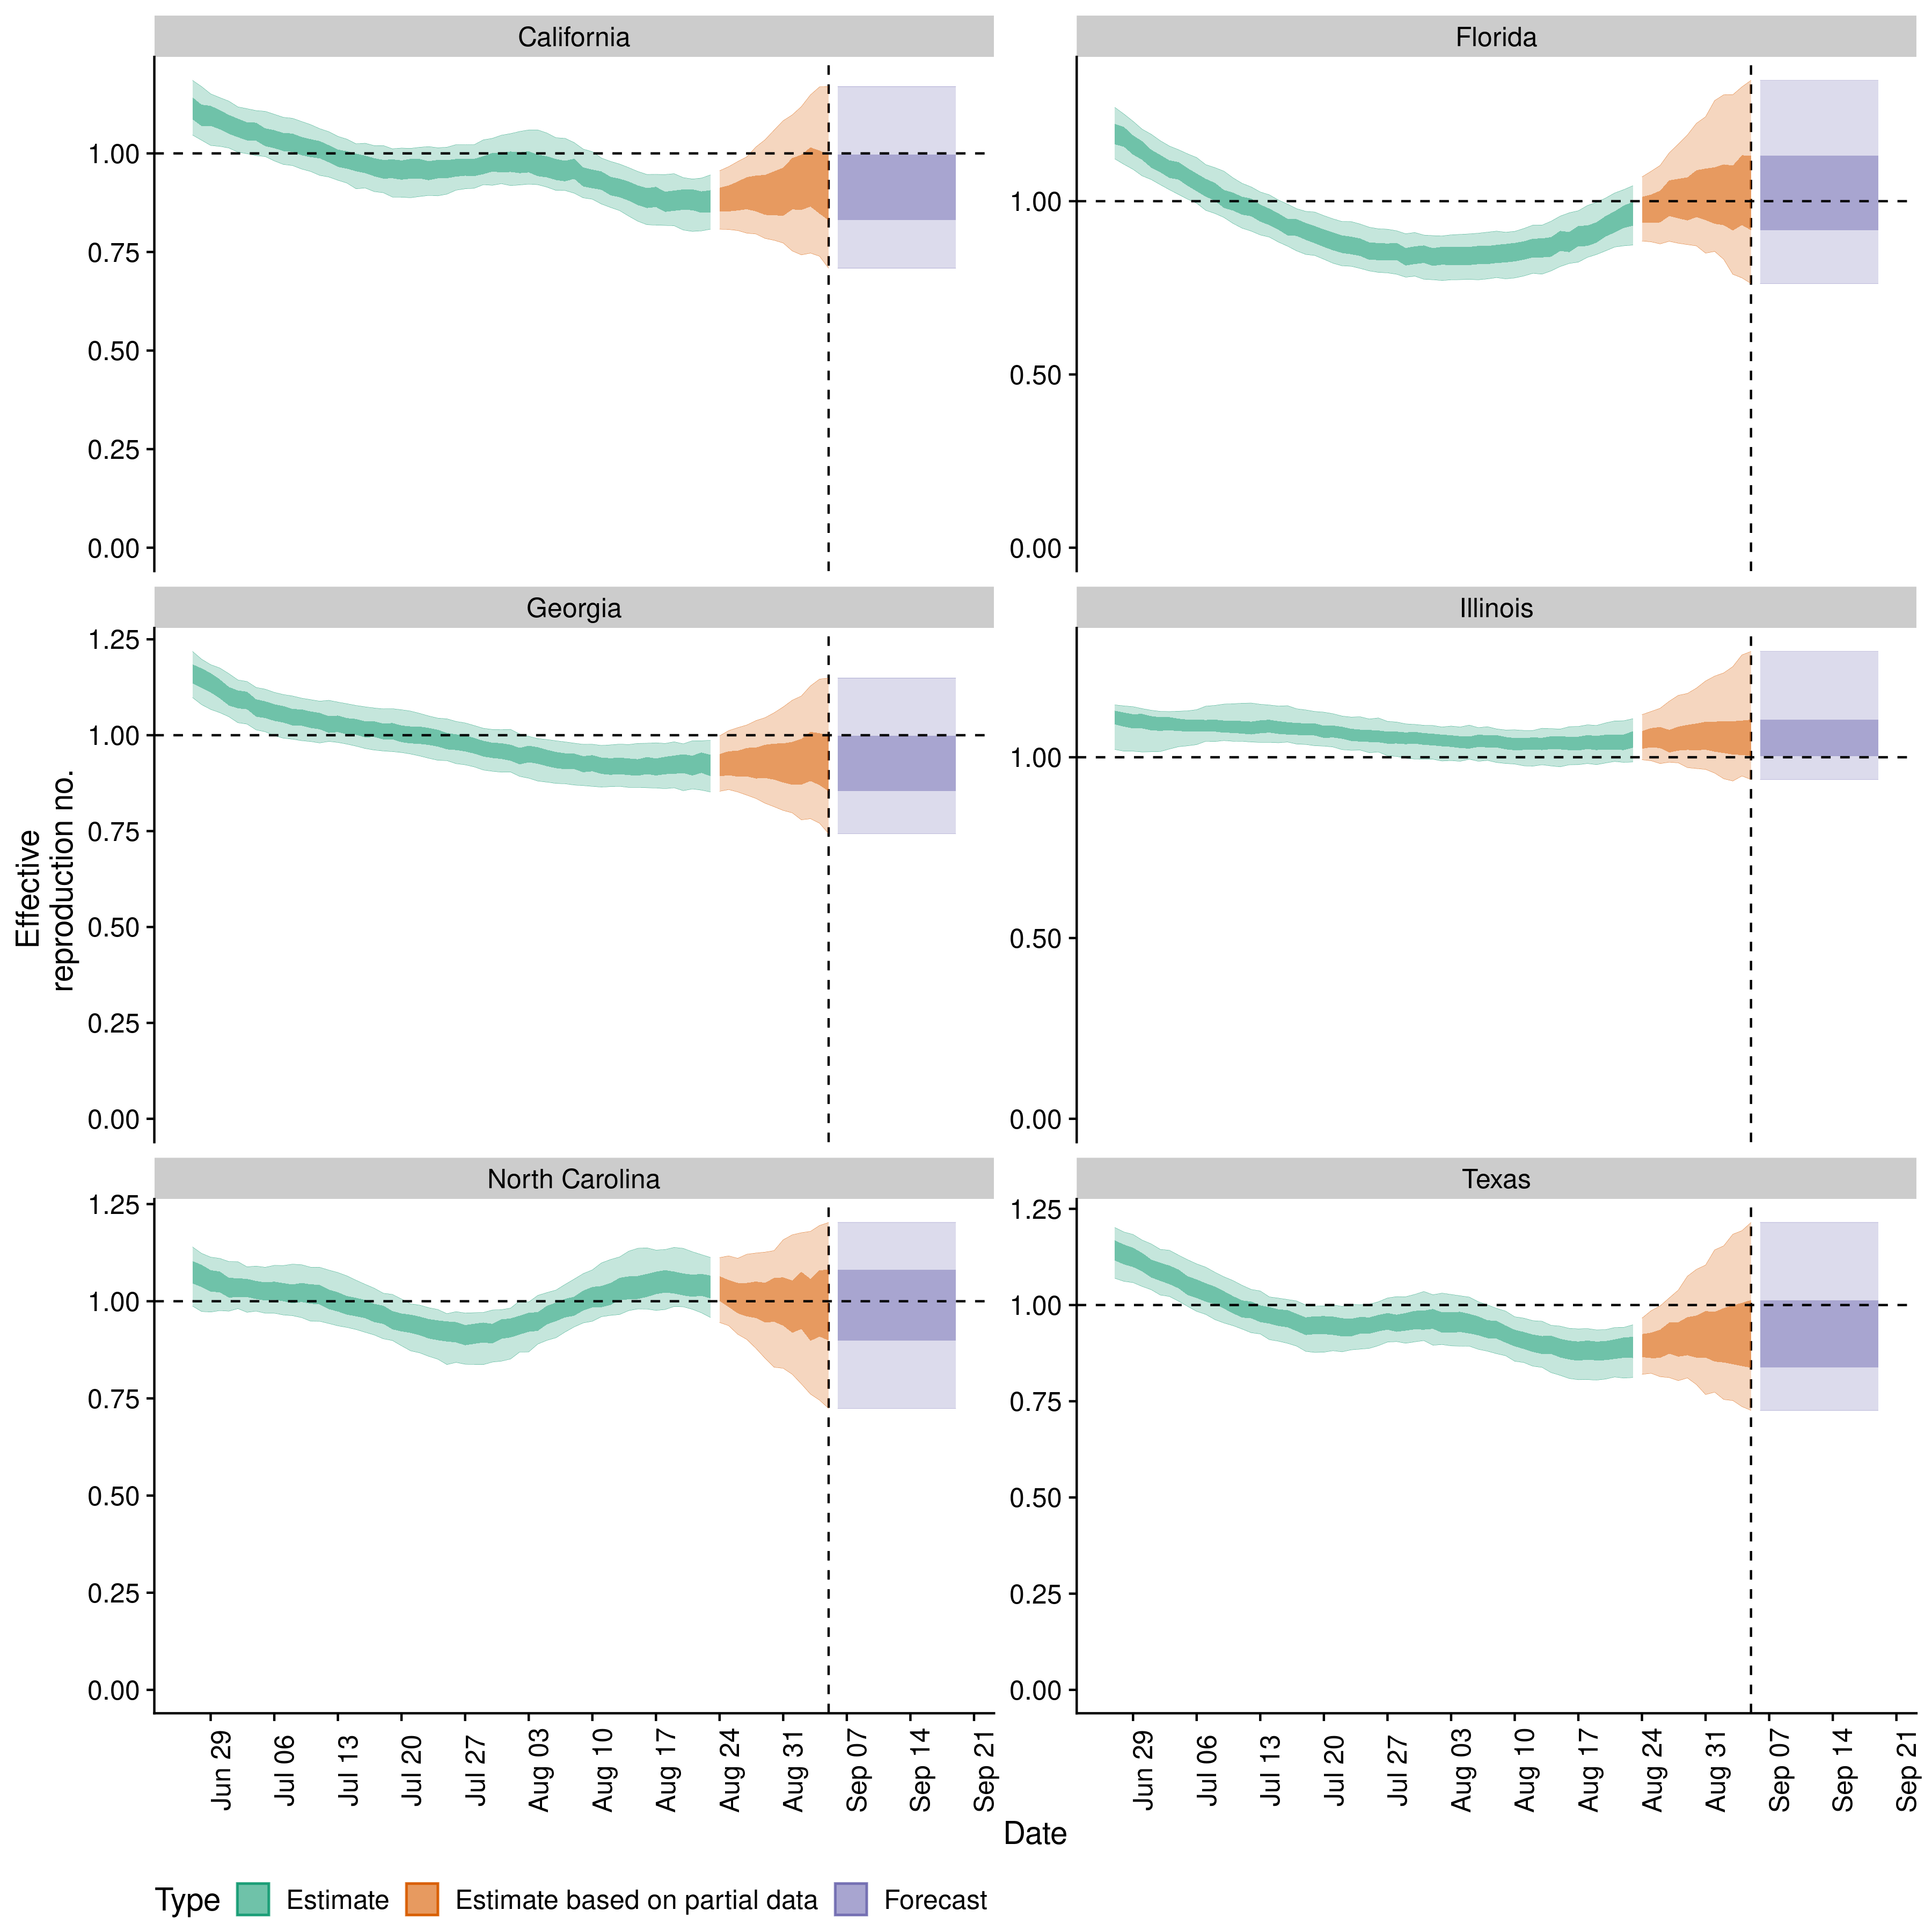 California
Florida
1.00
0.75
0.50
0.25
0.00
1.00
0.50
0.00
Georgia
Illinois
1.25
1.00
0.75
0.50
0.25
0.00
1.00
0.50
0.00
North Carolina
Texas
1.25
1.00
0.75
0.50
0.25
0.00
1.25
1.00
0.75
0.50
0.25
0.00
Effective
reproduction no.
Jun 29
Jul 06
Jul 13
Jul 20
Jul 27
Aug 03
Aug 10
Aug 17
Aug 24
Aug 31
Sep 07
Sep 14
Sep 21
Jun 29
Jul 06
Jul 13
Jul 20
Jul 27
Aug 03
Aug 10
Aug 17
Aug 24
Aug 31
Sep 07
Sep 14
Sep 21
Date
Type Estimate Estimate based on partial data Forecast